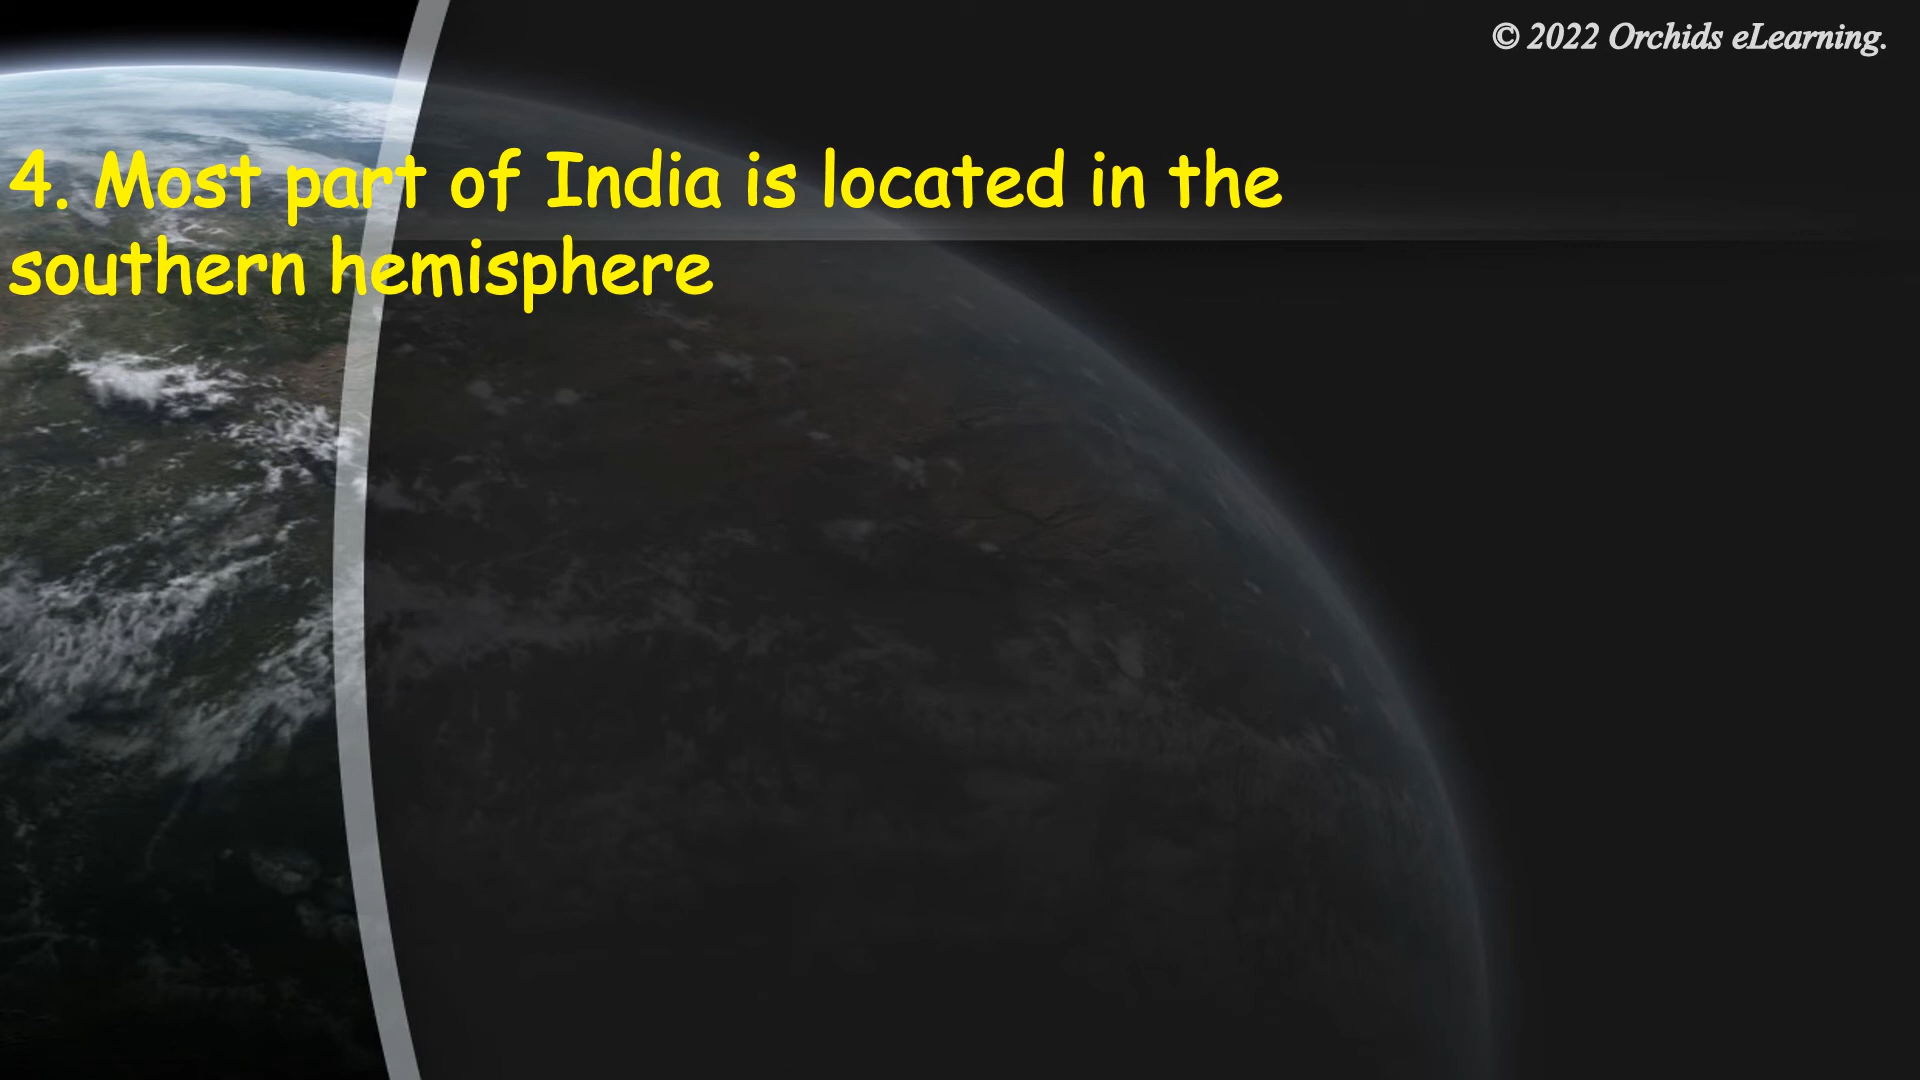 © 2022 Orchids eLearning.
4. Most part of India is located in the
southern hemisphere